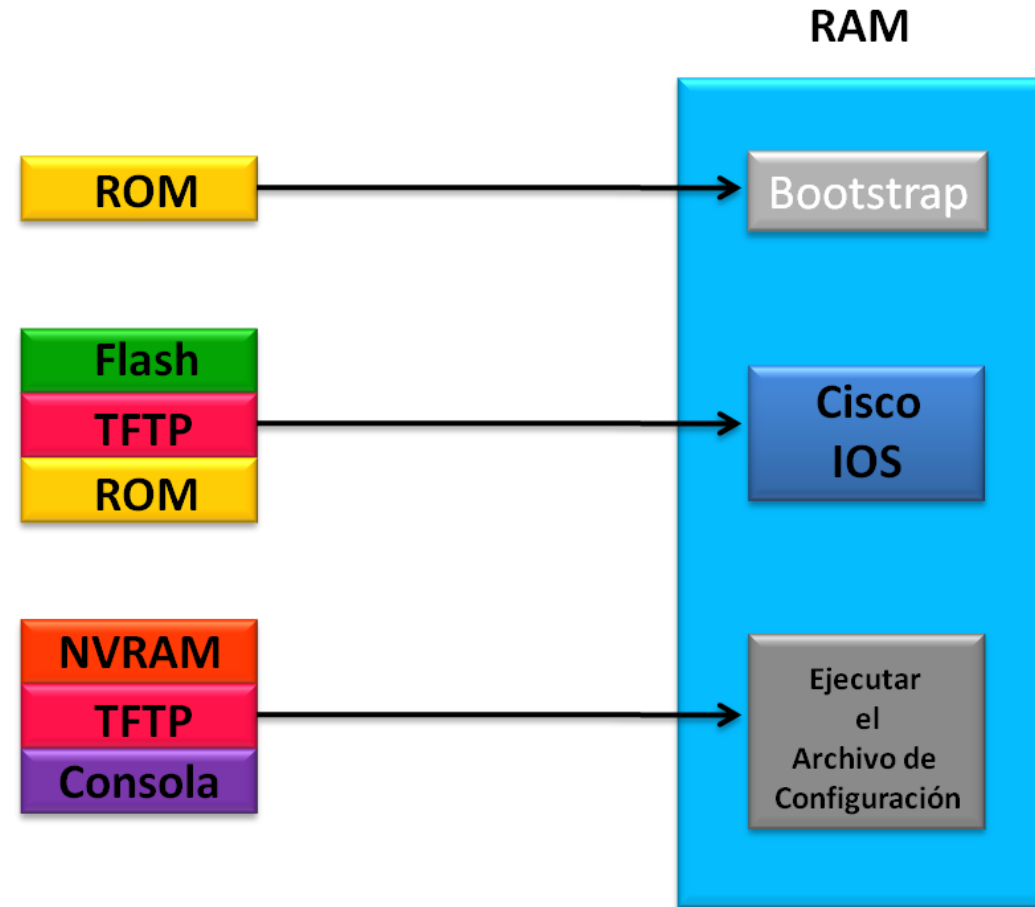 RAM
ROM
Bootstrap
Flash
TFTP
ROM
Cisco
IOS
NVRAM
TFTP
Consola
Ejecutar
el
Archivo de
Configuración